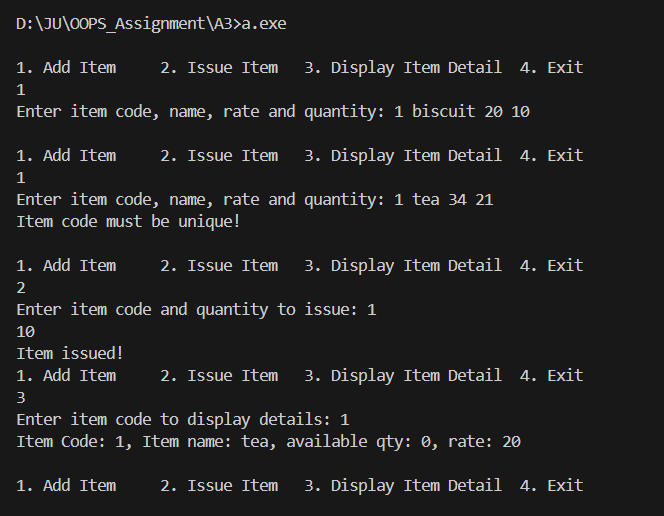 D:\JU\OOPS_Assignment\A3>a.exe
1. Add Item     2. Issue Item   3. Display Item Detail  4. Exit
1
Enter item code, name, rate and quantity: 1 biscuit 20 10
1. Add Item     2. Issue Item   3. Display Item Detail  4. Exit
1
Enter item code, name, rate and quantity: 1 tea 34 21
Item code must be unique!
1. Add Item     2. Issue Item   3. Display Item Detail  4. Exit
2
Enter item code and quantity to issue: 1
10
Item issued!
1. Add Item     2. Issue Item   3. Display Item Detail  4. Exit
3
Enter item code to display details: 1
Item Code: 1, Item name: tea, available qty: 0, rate: 20
1. Add Item     2. Issue Item   3. Display Item Detail  4. Exit